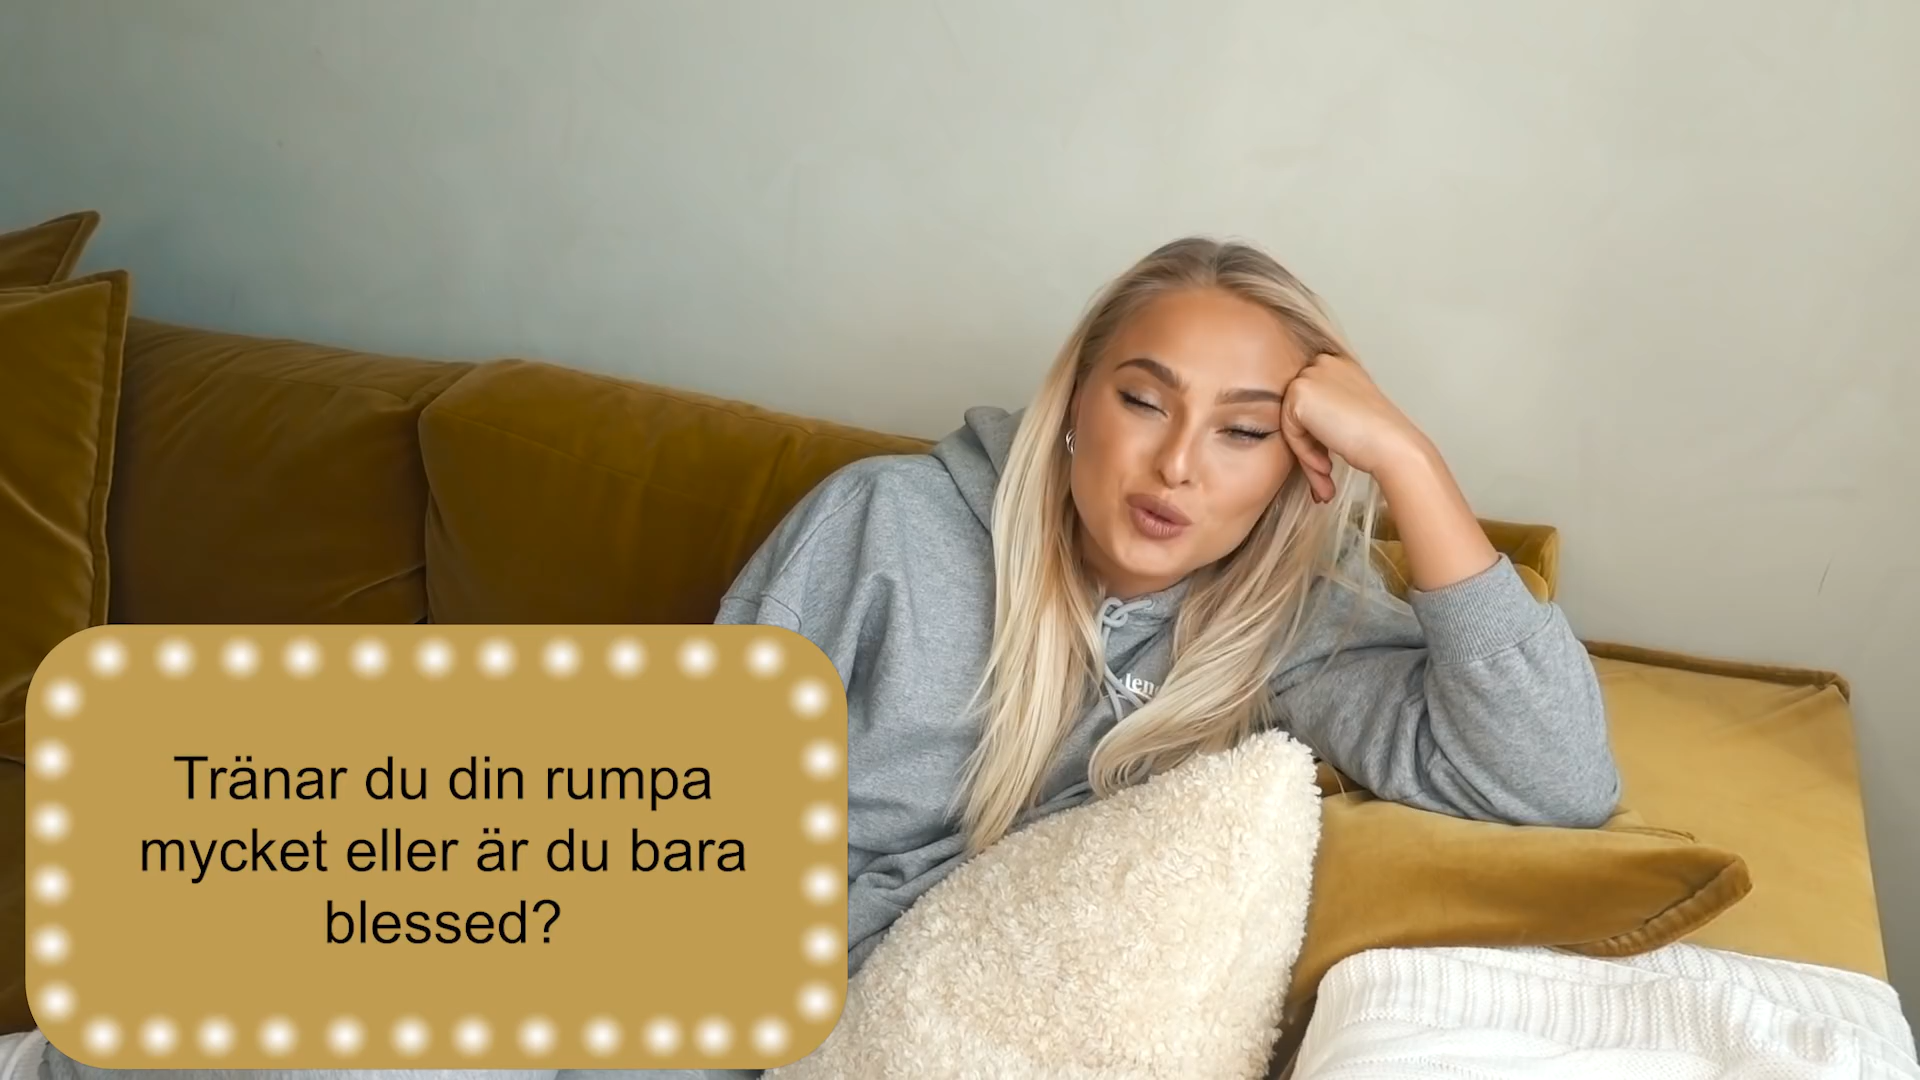 Tränar du din rumpa
mycket eller är du bara
blessed?